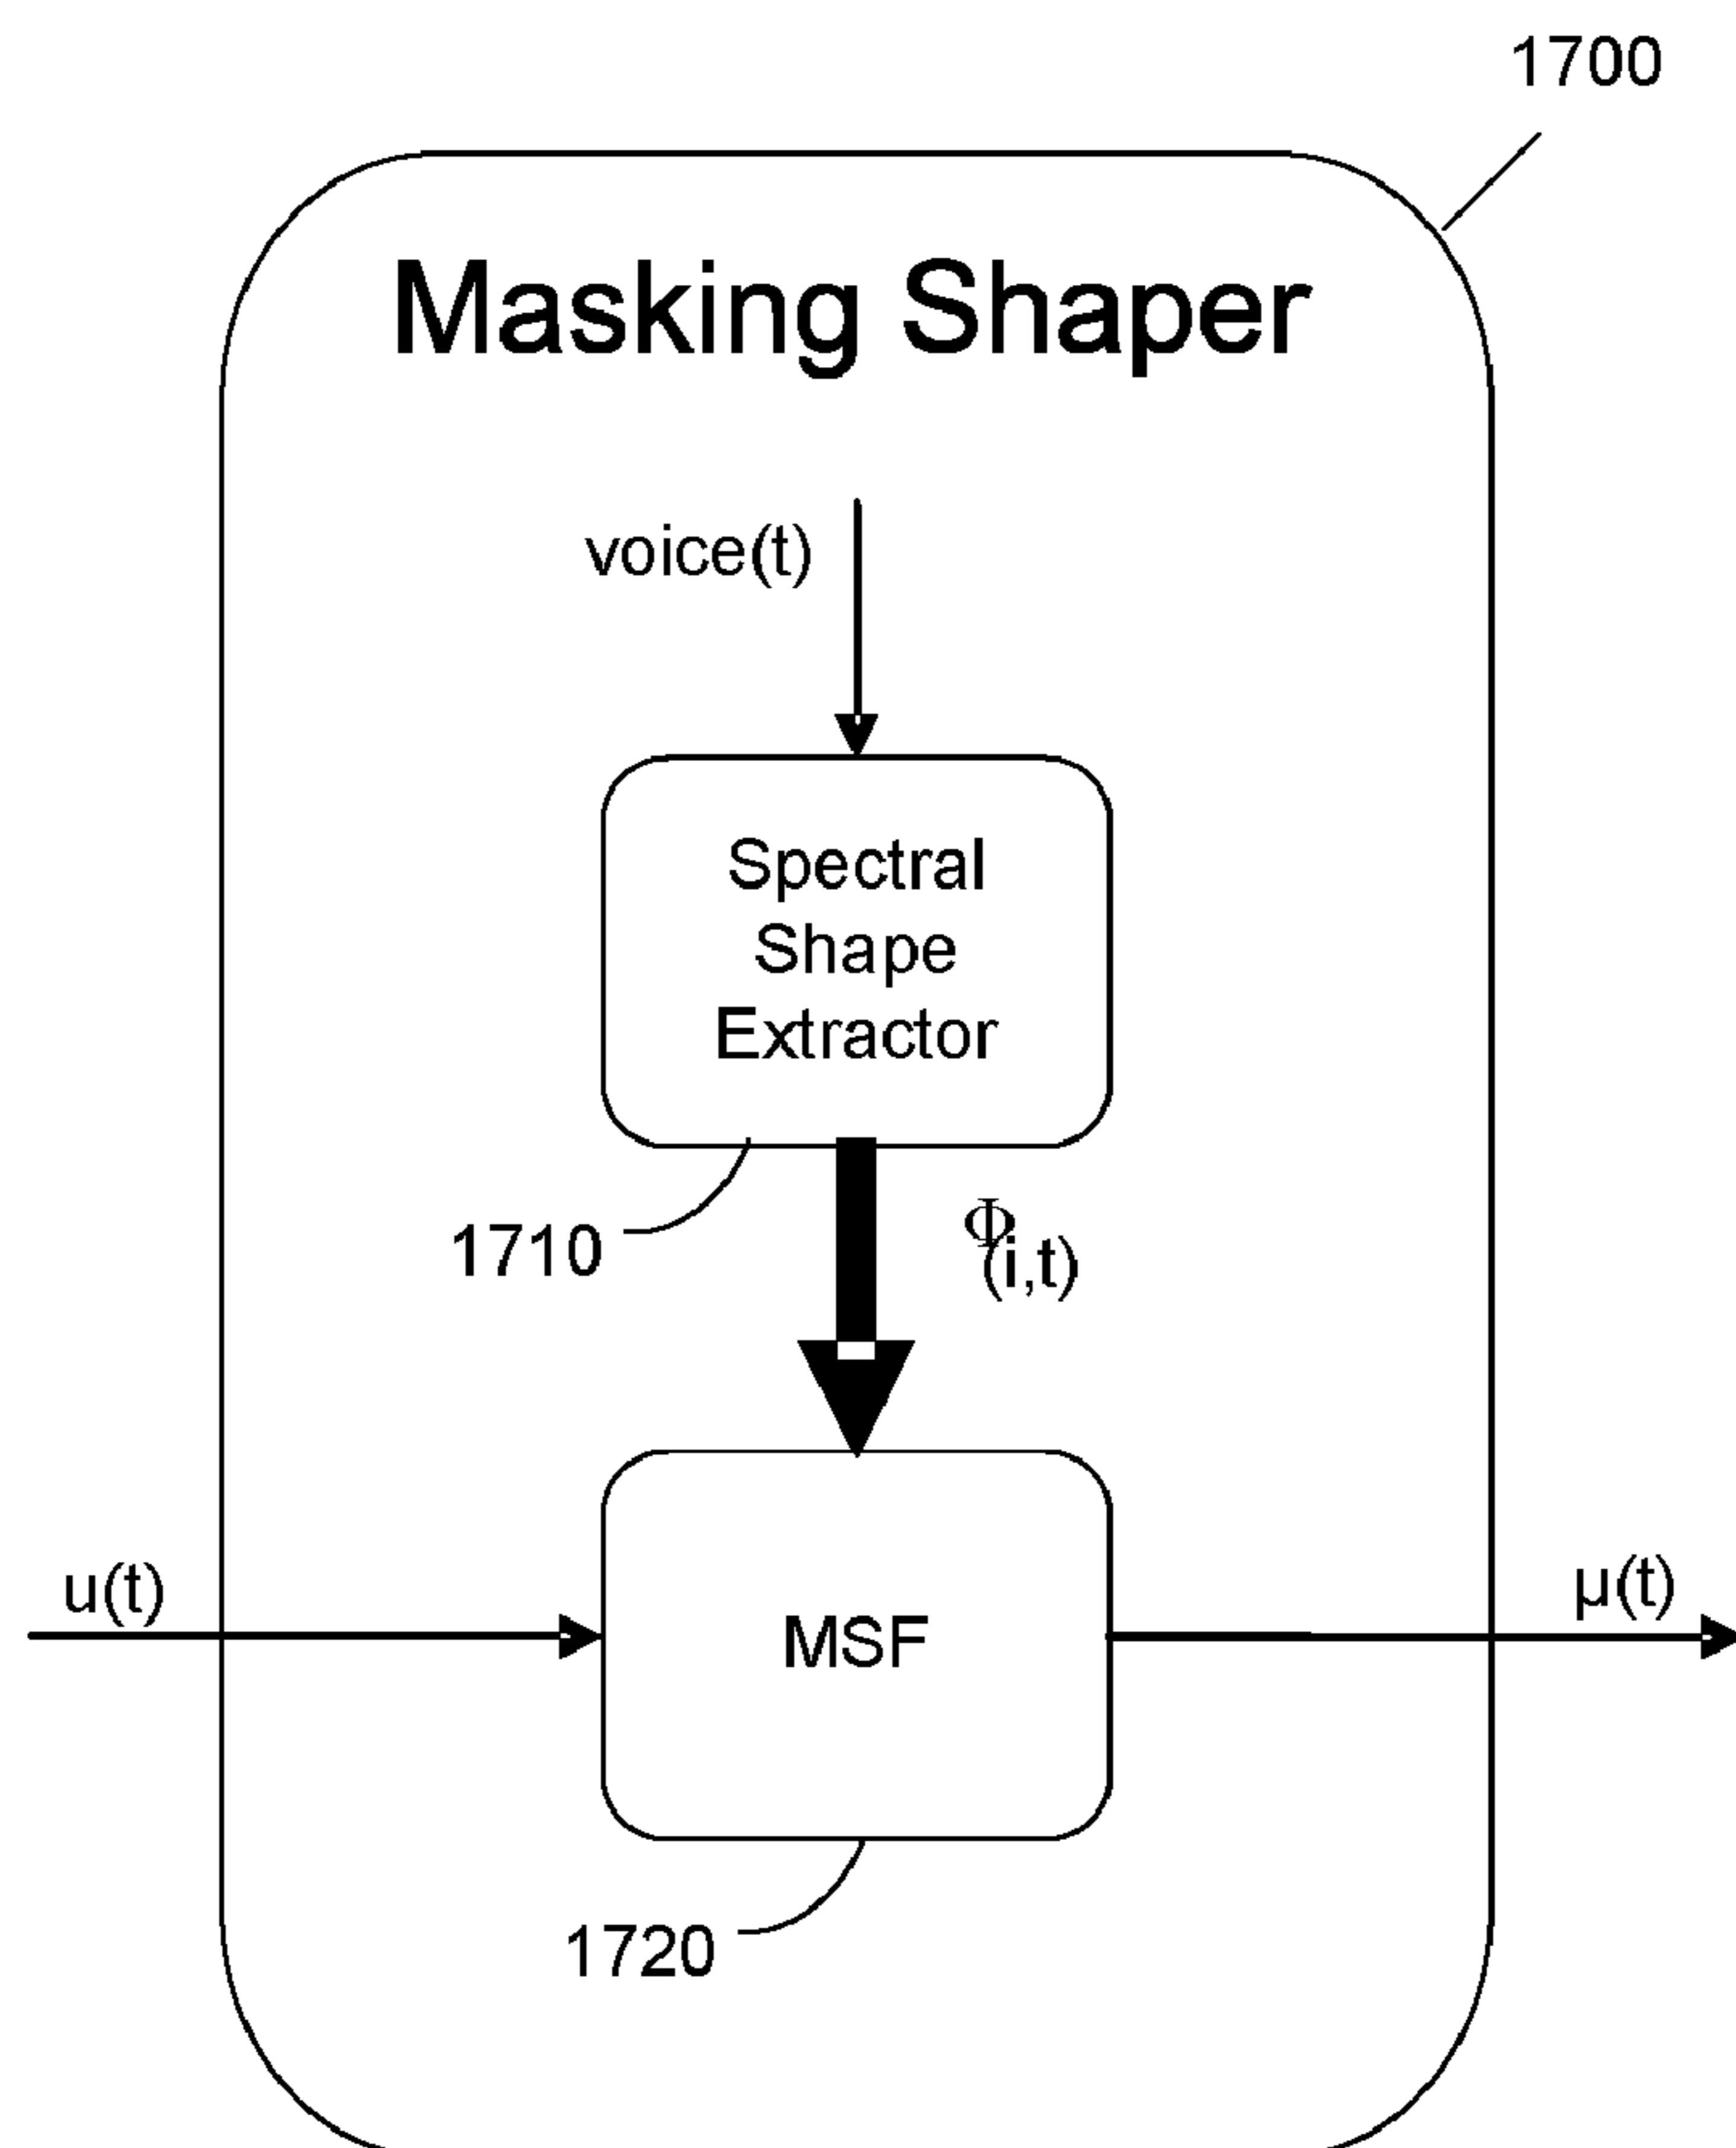 1700
Masking Shaper
voice(t)
Spectral
Shape
Extractor
1710
Φ
(i,t)
u(t)
MSF
μ(t)
1720